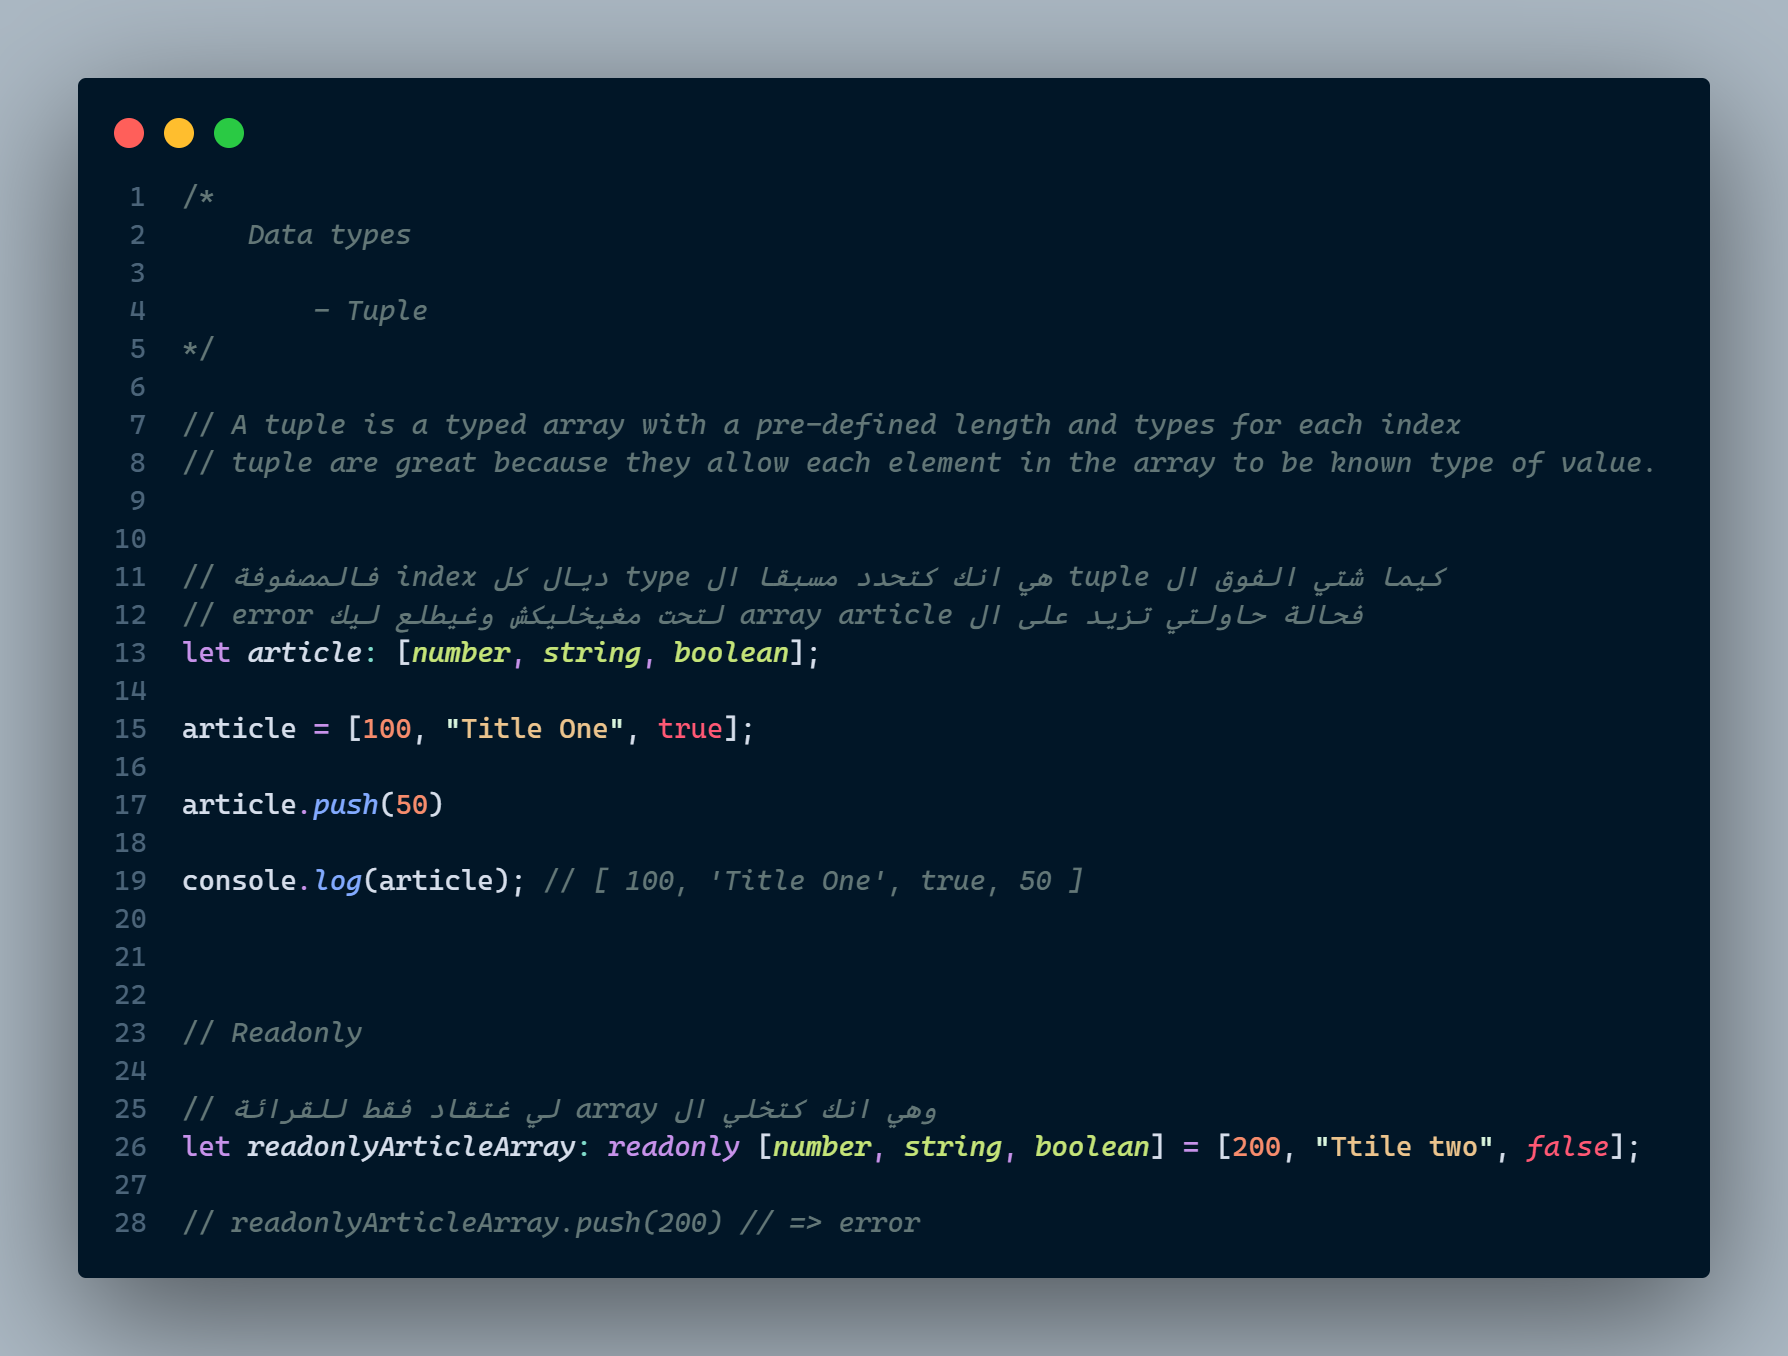 1 /*
2 Data types
3
4 - Tuple
5 */
6
7 // A tuple is a typed array with a pre-defined length and types for each index
8 // tuple are great because they allow each element in the array to be known type of value.
9
10
11 // كيما شتي الفوق ال tuple هي انك كتحدد مسبقا ال type ديال كل index فالمصفوفة
12 // فحالة حاولتي تزيد على ال array article لتحت مغيخليكش وغيطلع ليك error
13 let article: [number, string, boolean];
14
15 article = [100, "Title One", true];
16
17 article.push(50)
18
19 console.log(article); // [ 100, 'Title One', true, 50 ]
20
21
22
23 // Readonly
24
25 // وهي انك كتخلي ال array لي غتقاد فقط للقرائة
26 let readonlyArticleArray: readonly [number, string, boolean] = [200, "Ttile two", false];
27
28 // readonlyArticleArray.push(200) // => error